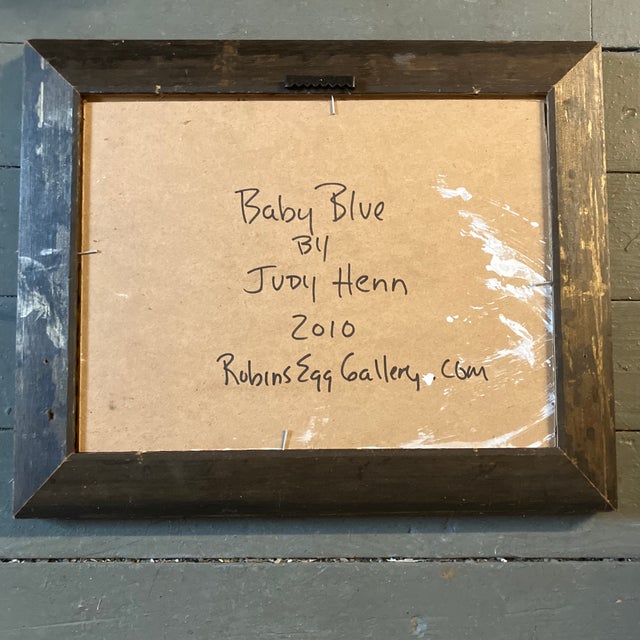 Baby Blue
By
Judy Henn
2010
RobinsEggGallery.com